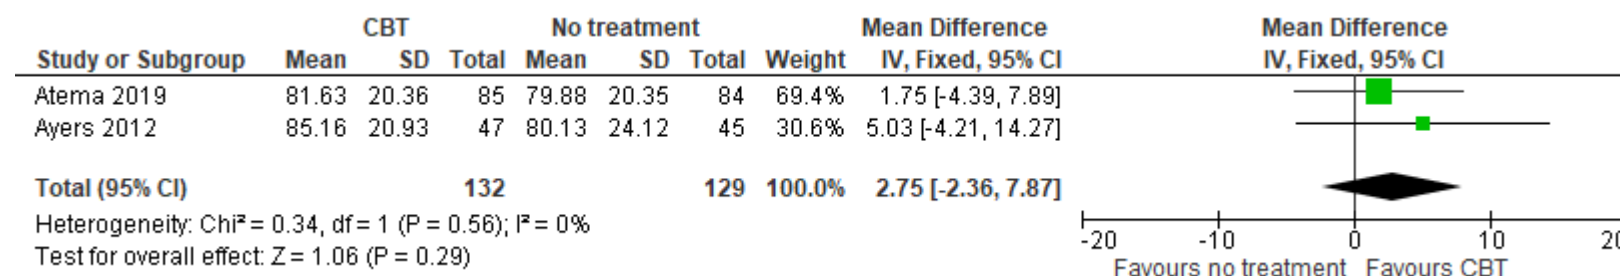 CBT No treatment Mean Difference Mean Difference
Study or Subgroup Mean SD Total Mean SD Total Weight IV, Fixed, 95% CI IV, Fixed, 95% CI
Atema 2019 81.63 20.36 85 79.88 20.35 84 69.4% 1.75 [-4.39, 7.89]
Ayers 2012 85.16 20.93 47 80.13 24.12 45 30.6% 5.03 [-4.21, 14.27]
Total (95% CI) 132 129 100.0% 2.75 [-2.36, 7.87]
Heterogeneity: Chi² = 0.34, df = 1 (P = 0.56); I² = 0%
Test for overall effect: Z = 1.06 (P = 0.29)
-20 -10 0 10 20
Favours no treatment Favours CBT